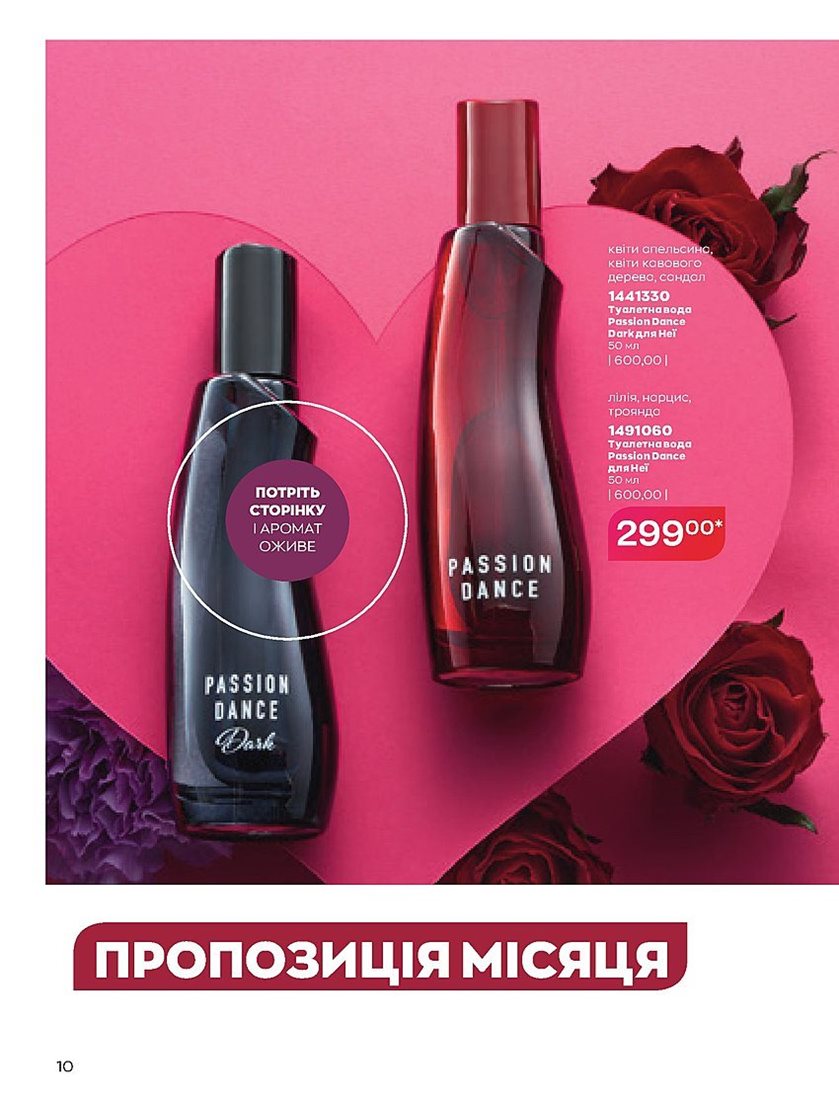 квіти апельсина,
квіти кавового
дерева, сандал
1441330
Туалетна вода
Passion Dance
Dark для Неї
50 мл
| 600,00 |
лілія, нарцис,
троянда
1491060
Туалетна вода
Passion Dance
для Неї
50 мл
| 600,00 |
299⁰⁰*
ПОТРІТЬ
СТОРІНКУ
І АРОМАТ
ОЖИВЕ
PASSION
DANCE
PASSION
DANCE
Dark
ПРОПОЗИЦІЯ МІСЯЦЯ
10